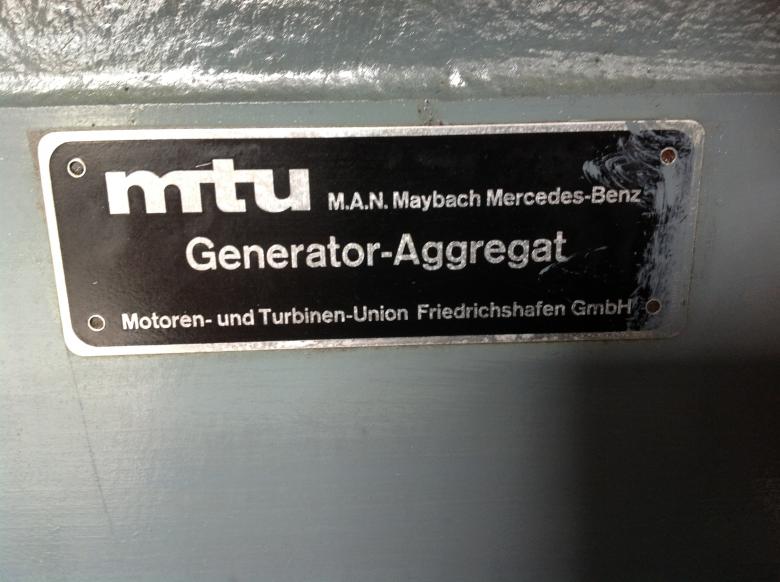 mtu M.A.N. Maybach Mercedes-Benz
Generator-Aggregat
Motoren- und Turbinen-Union Friedrichshafen GmbH